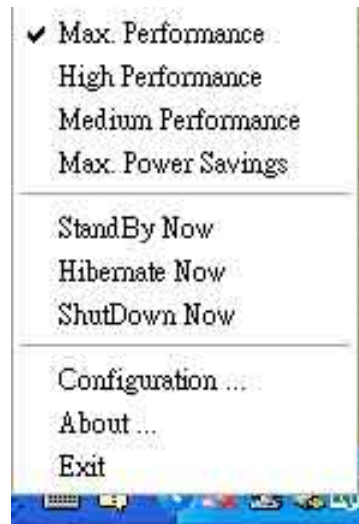 Max. Performance
High Performance
Medium Performance
Max. Power Savings
StandBy Now
Hibernate Now
ShutDown Now
Configuration ...
About ...
Exit